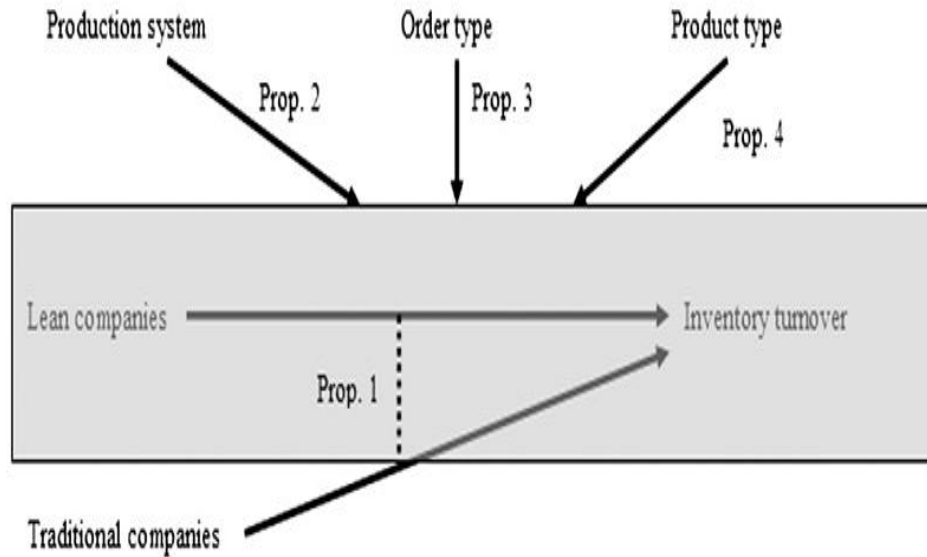 Production system
Order type
Product type
Prop. 2
Prop. 3
Prop. 4
Lean companies
Inventory turnover
Prop. 1
Traditional companies